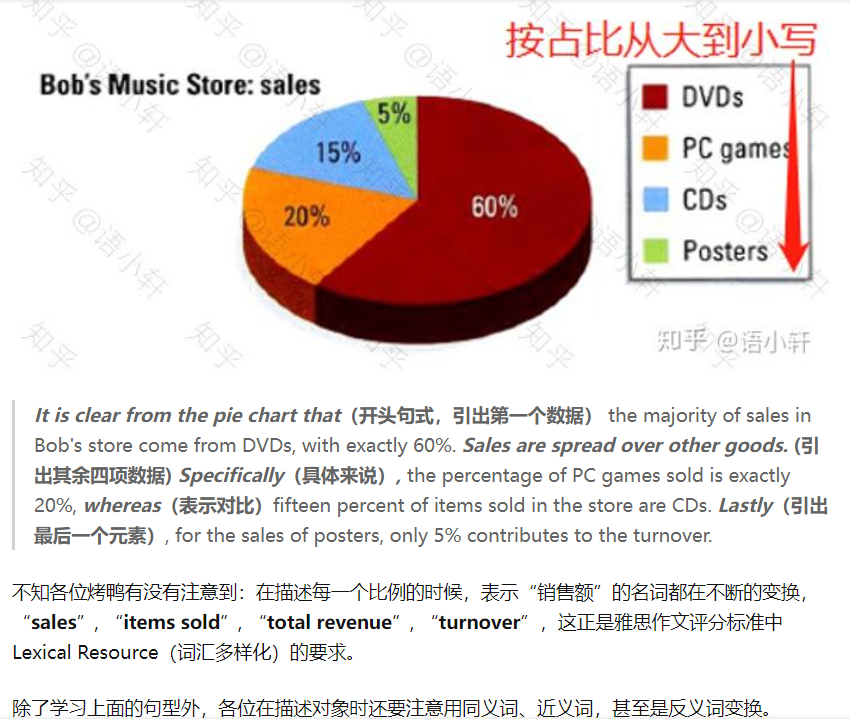 按占比从大到小写
Bob's Music Store: sales
DVDs
PC games
CDs
Posters
5%
15%
20%
60%
知乎 @语小轩
It is clear from the pie chart that（开头句式，引出第一个数据） the majority of sales in
Bob's store come from DVDs, with exactly 60%. Sales are spread over other goods. (引
出其余四项数据) Specifically（具体来说）, the percentage of PC games sold is exactly
20%, whereas（表示对比）fifteen percent of items sold in the store are CDs. Lastly（引出
最后一个元素）, for the sales of posters, only 5% contributes to the turnover.
不知各位烤鸭有没有注意到：在描述每一个比例的时候，表示“销售额”的名词都在不断的变换，
“sales”，“items sold”，“total revenue”，“turnover”，这正是雅思作文评分标准中
Lexical Resource（词汇多样化）的要求。
除了学习上面的句型外，各位在描述对象时还要注意用同义词、近义词，甚至是反义词变换。